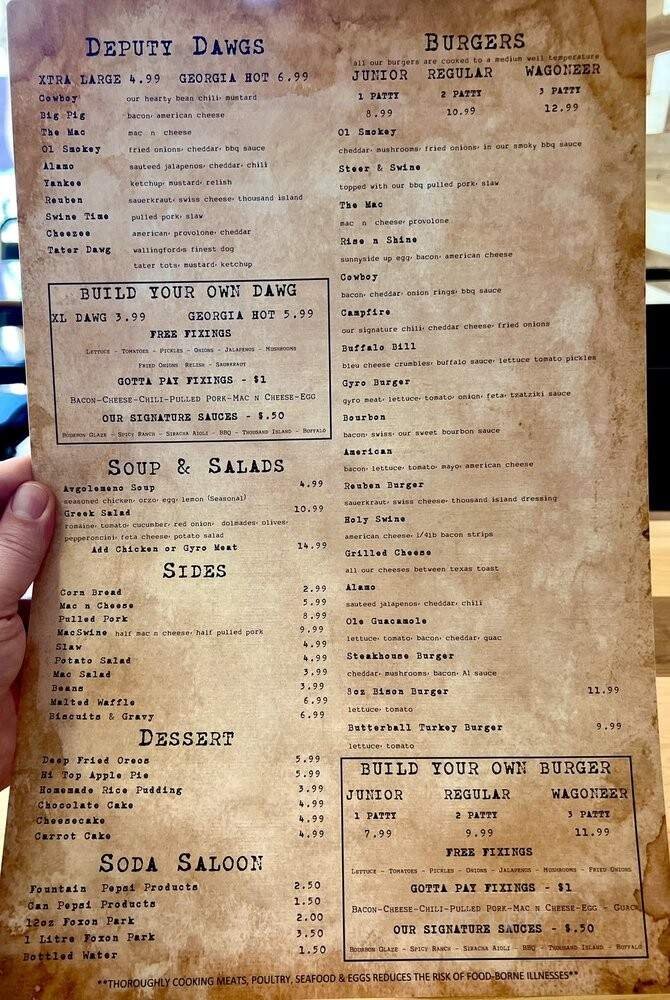 DEPUTY DAWGS
XTRA LARGE 4.99 GEORGIA HOT 6.99
Cowboy our hearty bean chili, mustard
Big Pig bacon, american cheese
The Mac mac n cheese
Ol Smokey fried onions, cheddar, bbq sauce
Alamo sauteed jalapenos, cheddar, chili
Yankee ketchup, mustard, relish
Reuben sauerkraut, swiss cheese, thousand island
Swine Time pulled pork, slaw
Cheezee american, provolone, cheddar
Tater Dawg wallingfords finest dog
tater tots, mustard, ketchup
BUILD YOUR OWN DAWG
XL DAWG 3.99 GEORGIA HOT 5.99
FREE FIXINGS
LETTUCE - TOMATOES - PICKLES - ONIONS - JALAPENOS - MUSHROOMS
FRIED ONIONS RELISH - SAUERKRAUT
GOTTA PAY FIXINGS - $1
BACON-CHEESE-CHILI-PULLED PORK-MAC N CHEESE-EGG
OUR SIGNATURE SAUCES - $.50
BOURBON GLAZE - SPICY RANCH - SIRACHA AIOLI - BBQ - THOUSAND ISLAND - BUFFALO
SOUP & SALADS
Avgolemeno Soup 4.99
seasoned chicken, orzo, egg, lemon (Seasonal)
Greek Salad 10.99
romaine, tomato, cucumber, red onion, dolmades, olives,
pepperoncini, feta cheese, potato salad
Add Chicken or Gyro Meat 14.99
SIDES
Corn Bread 2.99
Mac n Cheese 5.99
Pulled Pork 8.99
MacSwine half mac n cheese, half pulled pork 9.99
Slaw 4.99
Potato Salad 4.99
Mac Salad 3.99
Beans 3.99
Malted Waffle 6.99
Biscuits & Gravy 6.99
DESSERT
Deep Fried Oreos 5.99
Hi Top Apple Pie 5.99
Homemade Rice Pudding 3.99
Chocolate Cake 4.99
Cheesecake 4.99
Carrot Cake 4.99
SODA SALOON
Fountain Pepsi Products 2.50
Can Pepsi Products 1.50
12oz Foxon Park 2.00
1 Litre Foxon Park 3.50
Bottled Water 1.50
BURGERS
all our burgers are cooked to a medium well temperature
JUNIOR REGULAR WAGONEER
1 PATTY 2 PATTY 3 PATTY
8.99 10.99 12.99
Ol Smokey
cheddar, mushrooms, fried onions, in our smoky bbq sauce
Steer & Swine
topped with our bbq pulled pork, slaw
The Mac
mac n cheese, provolone
Rise n Shine
sunnyside up egg, bacon, american cheese
Cowboy
bacon, cheddar, onion rings, bbq sauce
Campfire
our signature chili, cheddar cheese, fried onions
Buffalo Bill
bleu cheese crumbles, buffalo sauce, lettuce tomato pickles
Gyro Burger
gyro meat, lettuce, tomato, onion, feta, tzatziki sauce
Bourbon
bacon, swiss, our sweet bourbon sauce
American
bacon, lettuce, tomato, mayo, american cheese
Reuben Burger
sauerkraut, swiss cheese, thousand island dressing
Holy Swine
american cheese, 1/4lb bacon strips
Grilled Cheese
all our cheeses between texas toast
Alamo
sauteed jalapenos, cheddar, chili
Ole Guacamole
lettuce, tomato, bacon, cheddar, guac
Steakhouse Burger
cheddar, mushrooms, bacon, A1 sauce
8oz Bison Burger 11.99
lettuce, tomato
Butterball Turkey Burger 9.99
lettuce, tomato
BUILD YOUR OWN BURGER
JUNIOR REGULAR WAGONEER
1 PATTY 2 PATTY 3 PATTY
7.99 9.99 11.99
FREE FIXINGS
LETTUCE - TOMATOES - PICKLES - ONIONS - JALAPENOS - MUSHROOMS - FRIED ONIONS
GOTTA PAY FIXINGS - $1
BACON-CHEESE-CHILI-PULLED PORK-MAC N CHEESE-EGG - GUAC
OUR SIGNATURE SAUCES - $.50
BOURBON GLAZE - SPICY RANCH - SIRACHA AIOLI - BBQ - THOUSAND ISLAND - BUFFALO
**THOROUGHLY COOKING MEATS, POULTRY, SEAFOOD & EGGS REDUCES THE RISK OF FOOD-BORNE ILLNESSES**